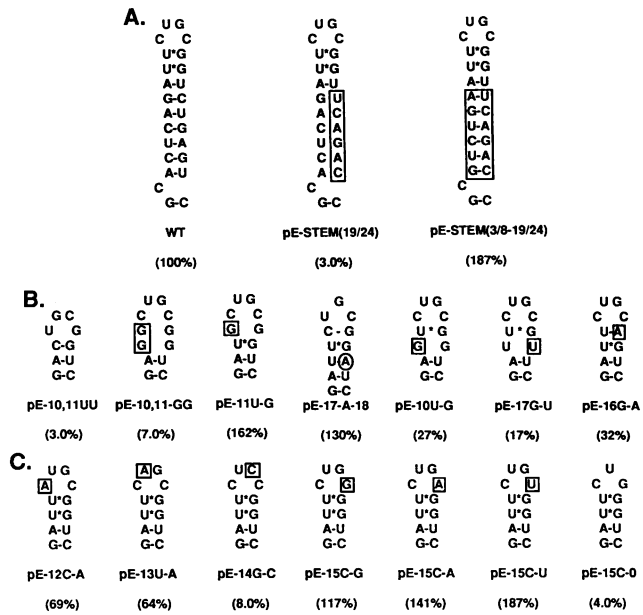 A.
U G U G U G
C C C C C C
U*G U*G U*G
U*G U*G U*G
A-U A U A-U
G-C G U A-U
A-U A C G-C
C-G C A U-A
U-A U G C-G
C-G C A U-A
A-U A C G-C
C C C
G-C G-C G-C
WT pE-STEM(19/24) pE-STEM(3/8-19/24)
(100%) (3.0%) (187%)
B.
G C U G U G G U G U G U G
U G C C C C U C C C C C C C
C-G G G G G C - G U * G U * G U-A
A-U G G U*G U*G G G U U U*G
G-C A-U A-U U-A A-U A-U A-U
G-C G-C A-U G-C G-C G-C
G-C
pE-10,11UU pE-10,11-GG pE-11U-G pE-17-A-18 pE-10U-G pE-17G-U pE-16G-A
(3.0%) (7.0%) (162%) (130%) (27%) (17%) (32%)
C.
U G A G U C U G U G U G U
A C C C C C C G C A C U C G
U*G U*G U*G U*G U*G U*G U*G
U*G U*G U*G U*G U*G U*G U*G
A-U A-U A-U A-U A-U A-U A-U
G-C G-C G-C G-C G-C G-C G-C
pE-12C-A pE-13U-A pE-14G-C pE-15C-G pE-15C-A pE-15C-U pE-15C-0
(69%) (64%) (8.0%) (117%) (141%) (187%) (4.0%)